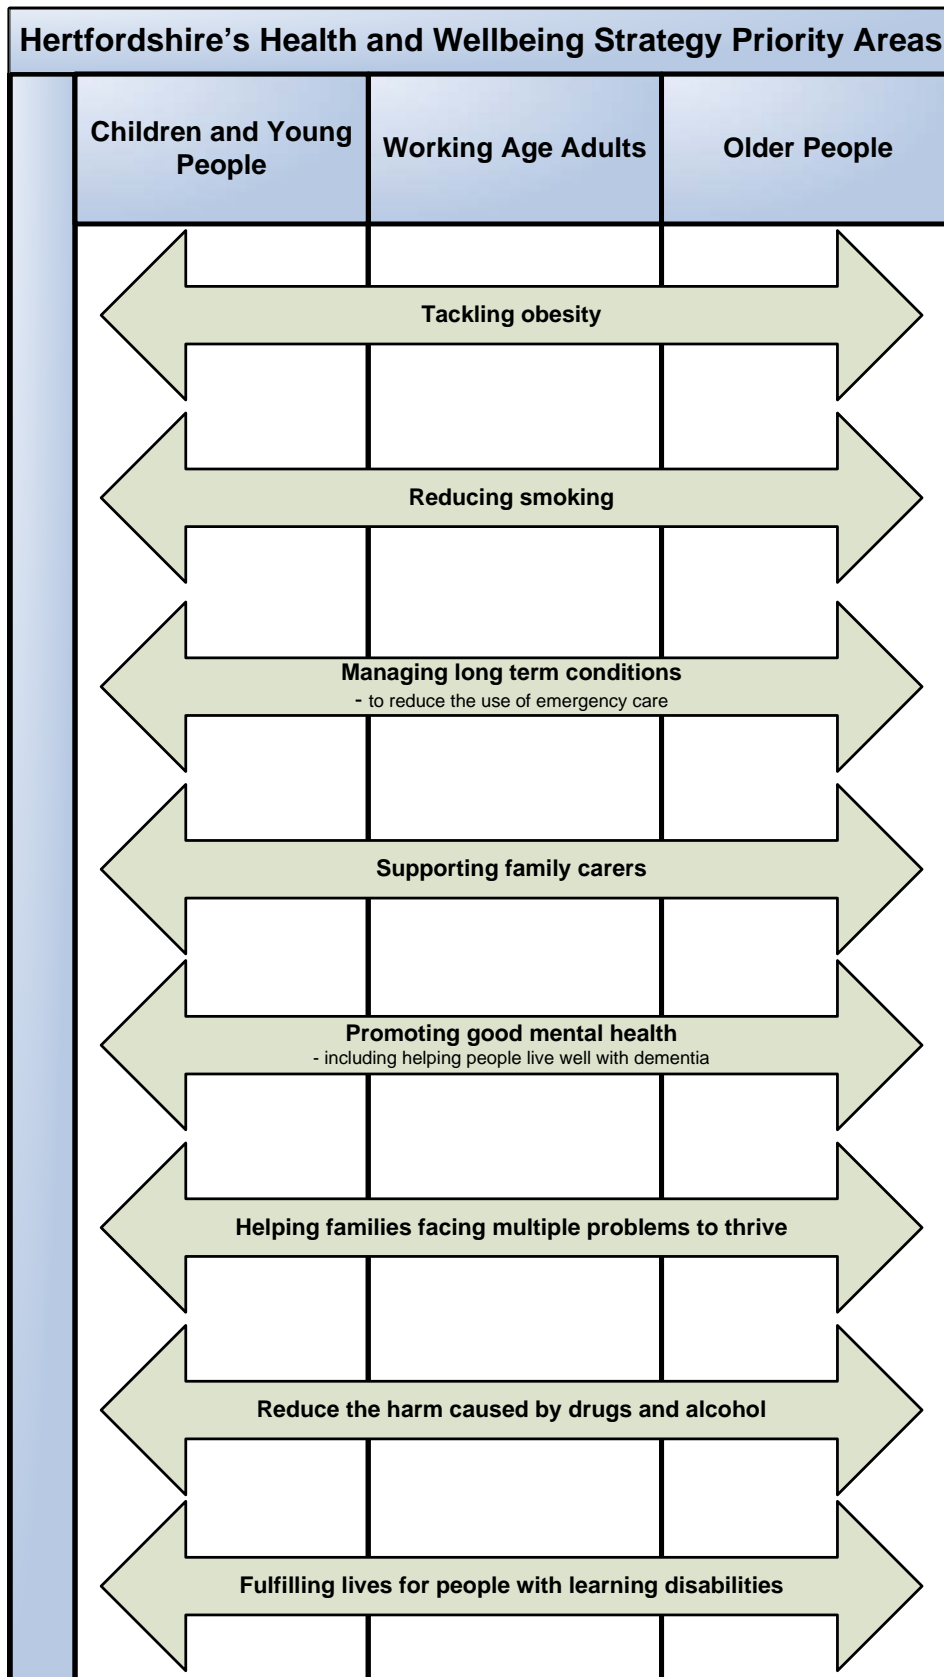 Hertfordshire’s Health and Wellbeing Strategy Priority Areas
Children and Young
People
Working Age Adults
Older People
Tackling obesity
Reducing smoking
Managing long term conditions
- to reduce the use of emergency care
Supporting family carers
Promoting good mental health
- including helping people live well with dementia
Helping families facing multiple problems to thrive
Reduce the harm caused by drugs and alcohol
Fulfilling lives for people with learning disabilities